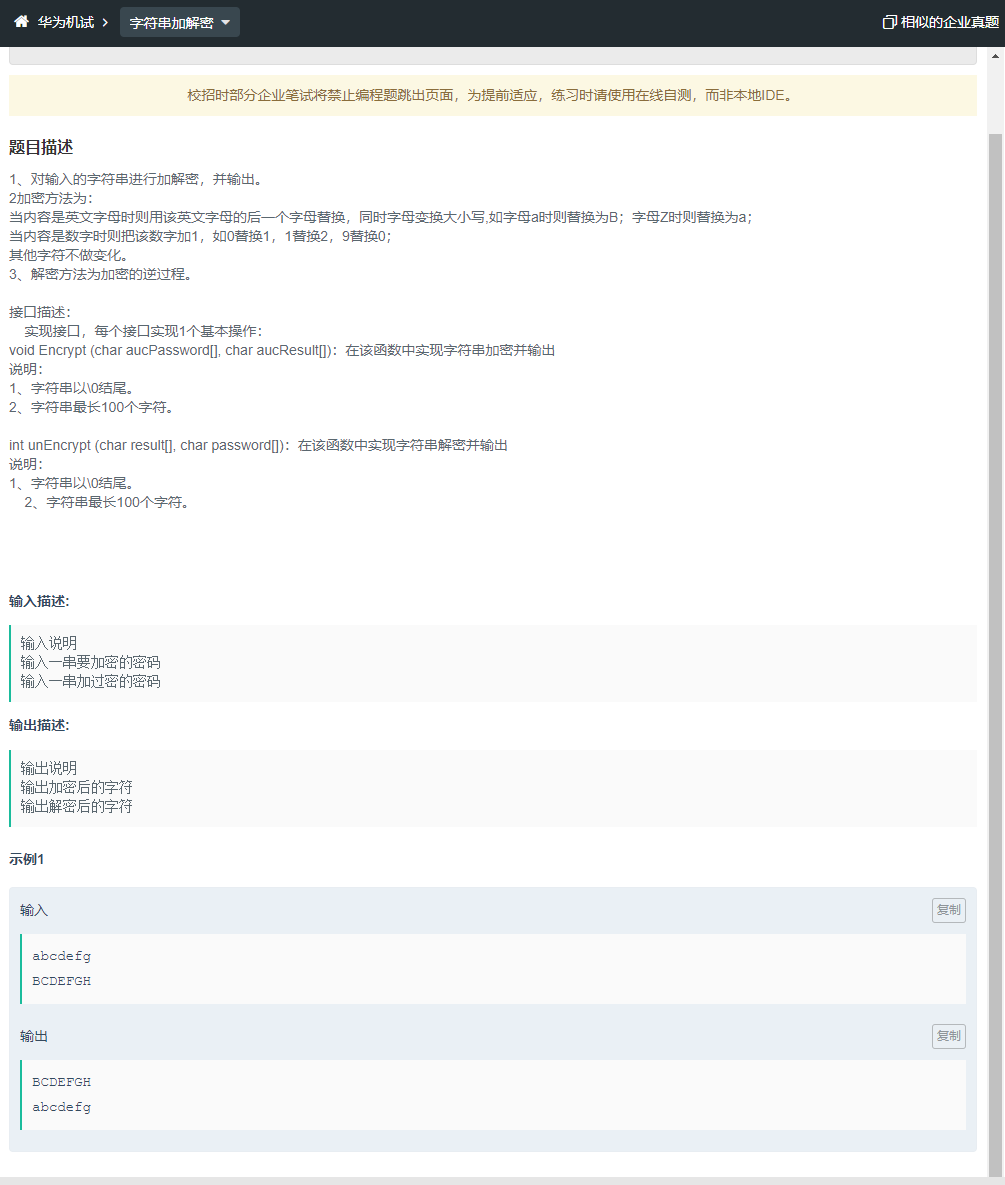 华为机试 > 字符串加解密
相似的企业真题
校招时部分企业笔试将禁止编程题跳出页面，为提前适应，练习时请使用在线自测，而非本地IDE。
题目描述
1、对输入的字符串进行加解密，并输出。
2加密方法为：
当内容是英文字母时则用该英文字母的后一个字母替换，同时字母变换大小写,如字母a时则替换为B；字母Z时则替换为a；
当内容是数字时则把该数字加1，如0替换1，1替换2，9替换0；
其他字符不做变化。
3、解密方法为加密的逆过程。
接口描述：
实现接口，每个接口实现1个基本操作：
void Encrypt (char aucPassword[], char aucResult[])：在该函数中实现字符串加密并输出
说明：
1、字符串以\0结尾。
2、字符串最长100个字符。
int unEncrypt (char result[], char password[])：在该函数中实现字符串解密并输出
说明：
1、字符串以\0结尾。
2、字符串最长100个字符。
输入描述:
输入说明
输入一串要加密的密码
输入一串加过密的密码
输出描述:
输出说明
输出加密后的字符
输出解密后的字符
示例1
输入
复制
abcdefg
BCDEFGH
输出
复制
BCDEFGH
abcdefg